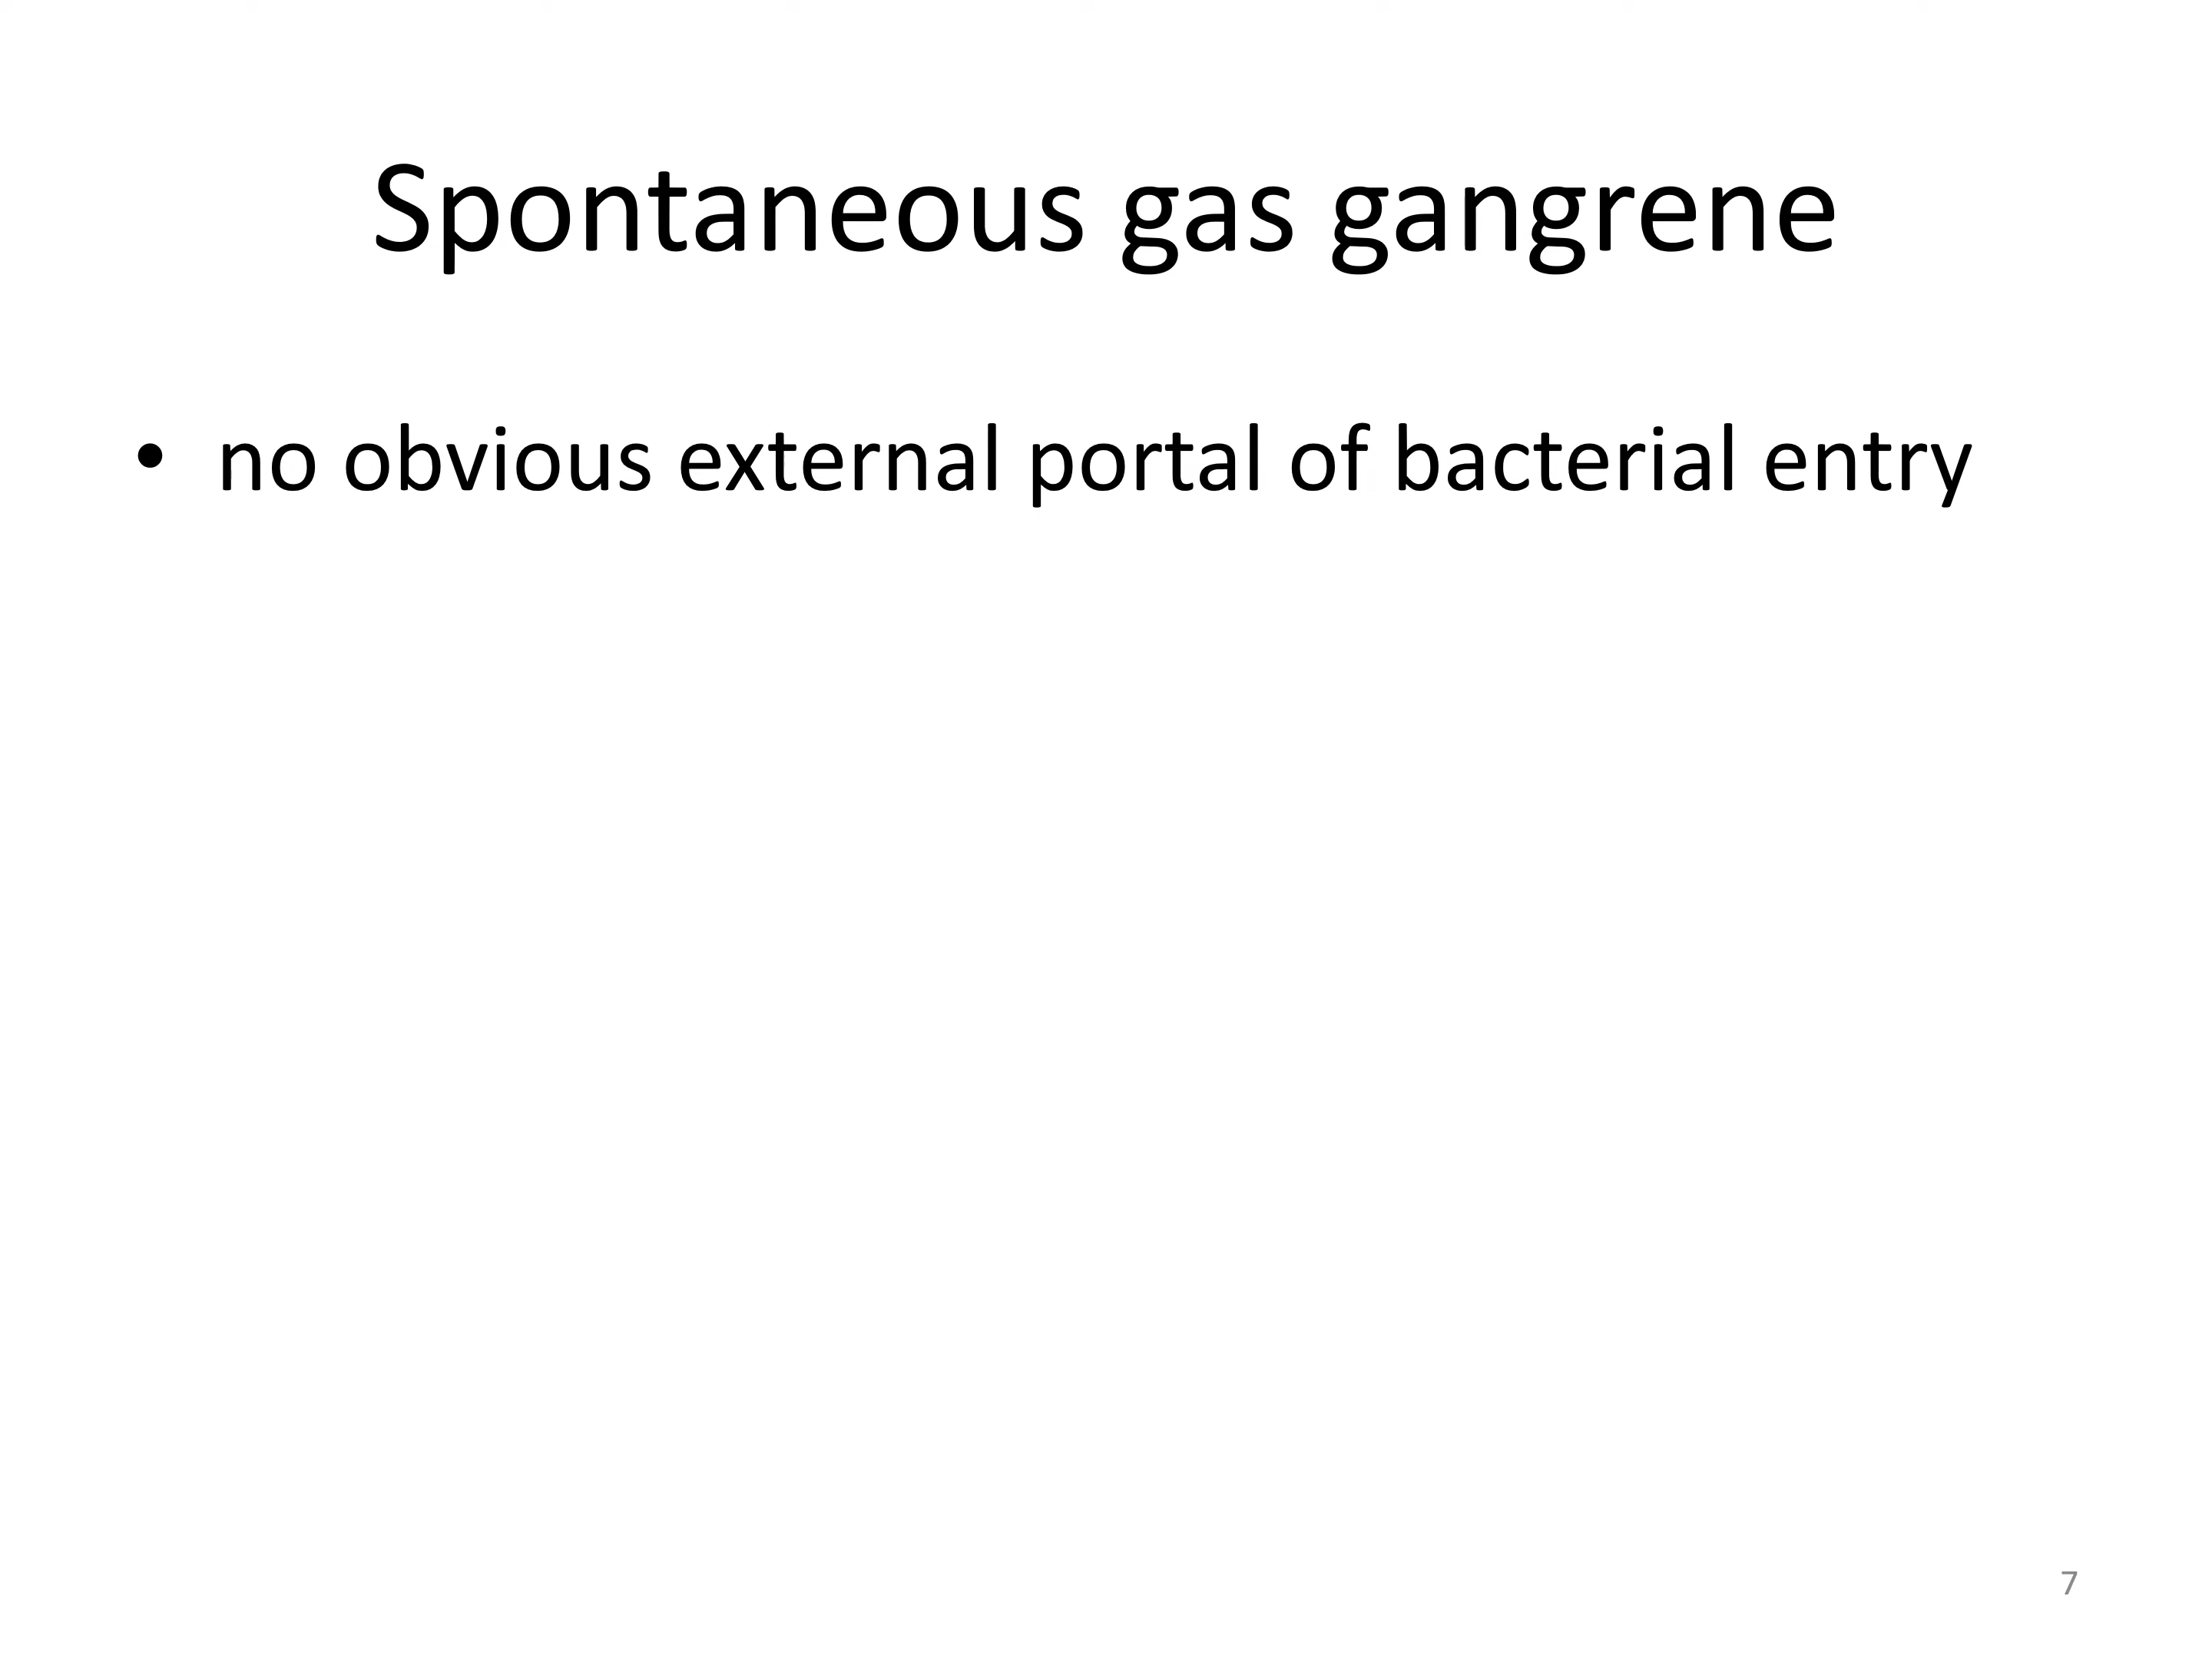 Spontaneous gas gangrene
• no obvious external portal of bacterial entry
7